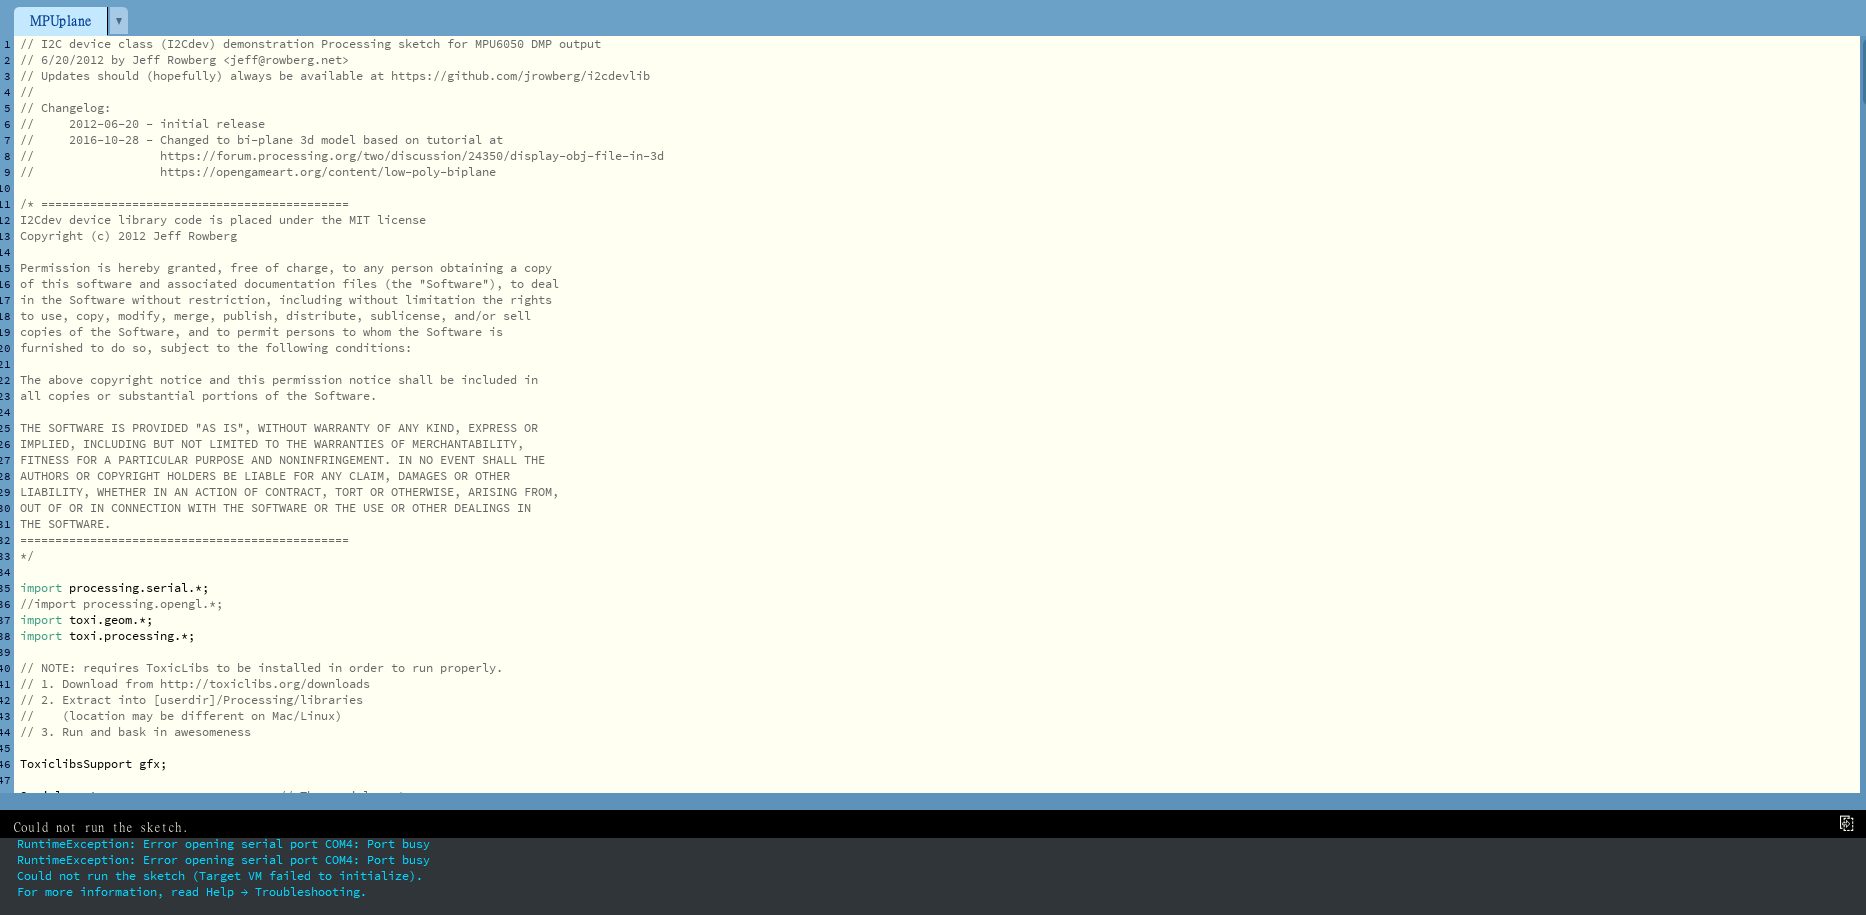 MPUplane ▼
1 // I2C device class (I2Cdev) demonstration Processing sketch for MPU6050 DMP output
2 // 6/20/2012 by Jeff Rowberg <jeff@rowberg.net>
3 // Updates should (hopefully) always be available at https://github.com/jrowberg/i2cdevlib
4 //
5 // Changelog:
6 //     2012-06-20 - initial release
7 //     2016-10-28 - Changed to bi-plane 3d model based on tutorial at
8 //                  https://forum.processing.org/two/discussion/24350/display-obj-file-in-3d
9 //                  https://opengameart.org/content/low-poly-biplane
10
11 /* ============================================
12 I2Cdev device library code is placed under the MIT license
13 Copyright (c) 2012 Jeff Rowberg
14
15 Permission is hereby granted, free of charge, to any person obtaining a copy
16 of this software and associated documentation files (the "Software"), to deal
17 in the Software without restriction, including without limitation the rights
18 to use, copy, modify, merge, publish, distribute, sublicense, and/or sell
19 copies of the Software, and to permit persons to whom the Software is
20 furnished to do so, subject to the following conditions:
21
22 The above copyright notice and this permission notice shall be included in
23 all copies or substantial portions of the Software.
24
25 THE SOFTWARE IS PROVIDED "AS IS", WITHOUT WARRANTY OF ANY KIND, EXPRESS OR
26 IMPLIED, INCLUDING BUT NOT LIMITED TO THE WARRANTIES OF MERCHANTABILITY,
27 FITNESS FOR A PARTICULAR PURPOSE AND NONINFRINGEMENT. IN NO EVENT SHALL THE
28 AUTHORS OR COPYRIGHT HOLDERS BE LIABLE FOR ANY CLAIM, DAMAGES OR OTHER
29 LIABILITY, WHETHER IN AN ACTION OF CONTRACT, TORT OR OTHERWISE, ARISING FROM,
30 OUT OF OR IN CONNECTION WITH THE SOFTWARE OR THE USE OR OTHER DEALINGS IN
31 THE SOFTWARE.
32 ===============================================
33 */
34
35 import processing.serial.*;
36 //import processing.opengl.*;
37 import toxi.geom.*;
38 import toxi.processing.*;
39
40 // NOTE: requires ToxicLibs to be installed in order to run properly.
41 // 1. Download from http://toxiclibs.org/downloads
42 // 2. Extract into [userdir]/Processing/libraries
43 //    (location may be different on Mac/Linux)
44 // 3. Run and bask in awesomeness
45
46 ToxiclibsSupport gfx;
47
Could not run the sketch.
RuntimeException: Error opening serial port COM4: Port busy
RuntimeException: Error opening serial port COM4: Port busy
Could not run the sketch (Target VM failed to initialize).
For more information, read Help → Troubleshooting.